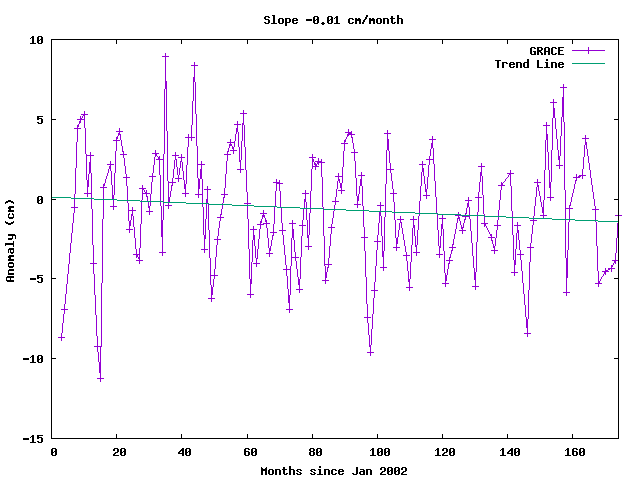 Slope -0.01 cm/month
GRACE
Trend Line
10
5
0
-5
-10
-15
Anomaly (cm)
0 20 40 60 80 100 120 140 160
Months since Jan 2002